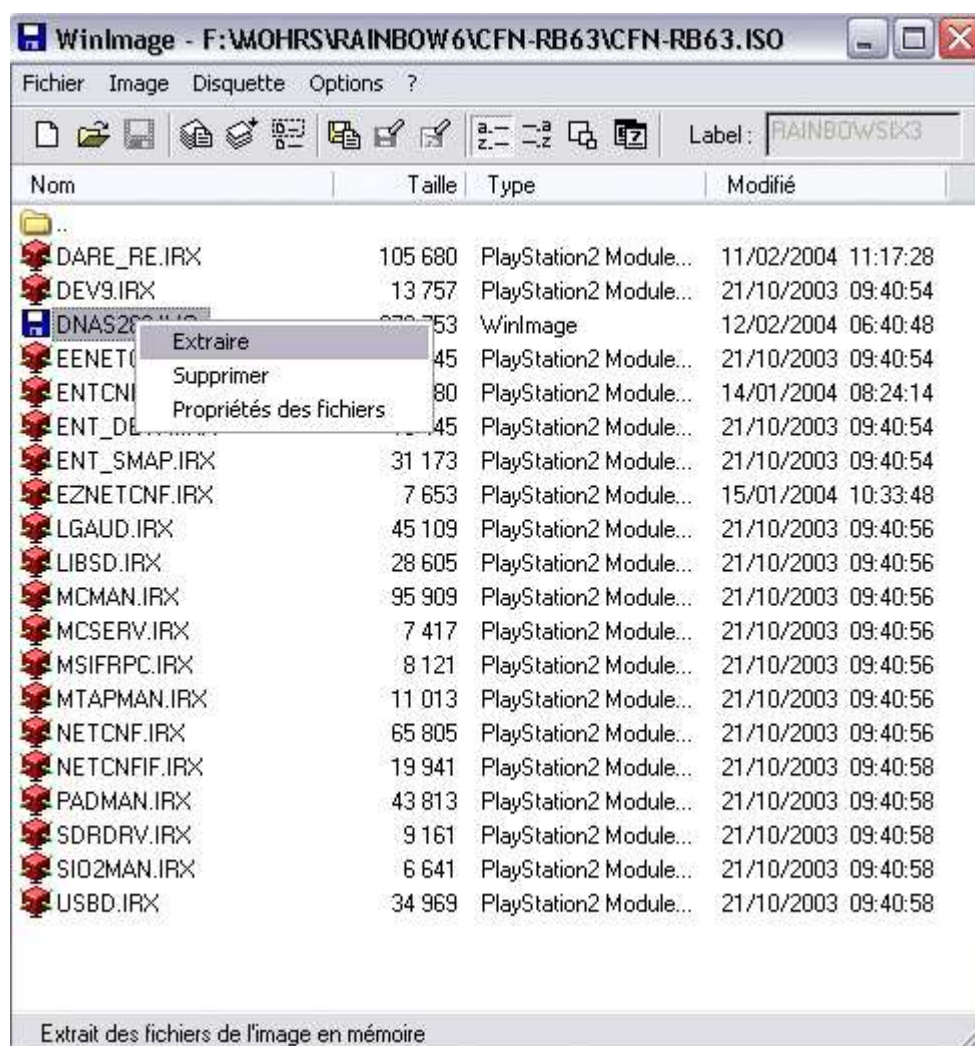 WinImage - F:\MOHRS\RAINBOW6\CFN-RB63\CFN-RB63.ISO
Fichier Image Disquette Options ?
Label : RAINBOWSIX3
Nom Taille Type Modifié
..
DARE_RE.IRX 105 680 PlayStation2 Module... 11/02/2004 11:17:28
DEV9.IRX 13 757 PlayStation2 Module... 21/10/2003 09:40:54
WinImage 12/02/2004 06:40:48
Extraire
PlayStation2 Module... 21/10/2003 09:40:54
Supprimer
PlayStation2 Module... 14/01/2004 08:24:14
Propriétés des fichiers
PlayStation2 Module... 21/10/2003 09:40:54
ENT_SMAP.IRX 31 173 PlayStation2 Module... 21/10/2003 09:40:54
EZNETCNF.IRX 7 653 PlayStation2 Module... 15/01/2004 10:33:48
LGAUD.IRX 45 109 PlayStation2 Module... 21/10/2003 09:40:56
LIBSD.IRX 28 605 PlayStation2 Module... 21/10/2003 09:40:56
MCMAN.IRX 95 909 PlayStation2 Module... 21/10/2003 09:40:56
MCSERV.IRX 7 417 PlayStation2 Module... 21/10/2003 09:40:56
MSIFRPC.IRX 8 121 PlayStation2 Module... 21/10/2003 09:40:56
MTAPMAN.IRX 11 013 PlayStation2 Module... 21/10/2003 09:40:56
NETCNF.IRX 65 805 PlayStation2 Module... 21/10/2003 09:40:56
NETCNFIF.IRX 19 941 PlayStation2 Module... 21/10/2003 09:40:58
PADMAN.IRX 43 813 PlayStation2 Module... 21/10/2003 09:40:58
SDRDRV.IRX 9 161 PlayStation2 Module... 21/10/2003 09:40:58
SIO2MAN.IRX 6 641 PlayStation2 Module... 21/10/2003 09:40:58
USBD.IRX 34 969 PlayStation2 Module... 21/10/2003 09:40:58
Extrait des fichiers de l'image en mémoire